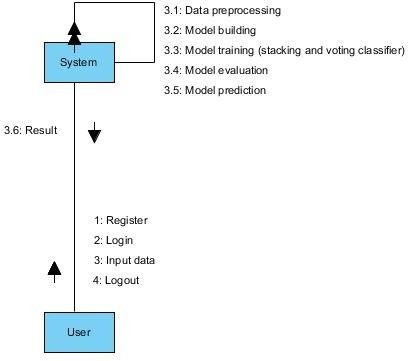 3.1: Data preprocessing
3.2: Model building
3.3: Model training (stacking and voting classifier)
3.4: Model evaluation
3.5: Model prediction
System
3.6: Result
1: Register
2: Login
3: Input data
4: Logout
User